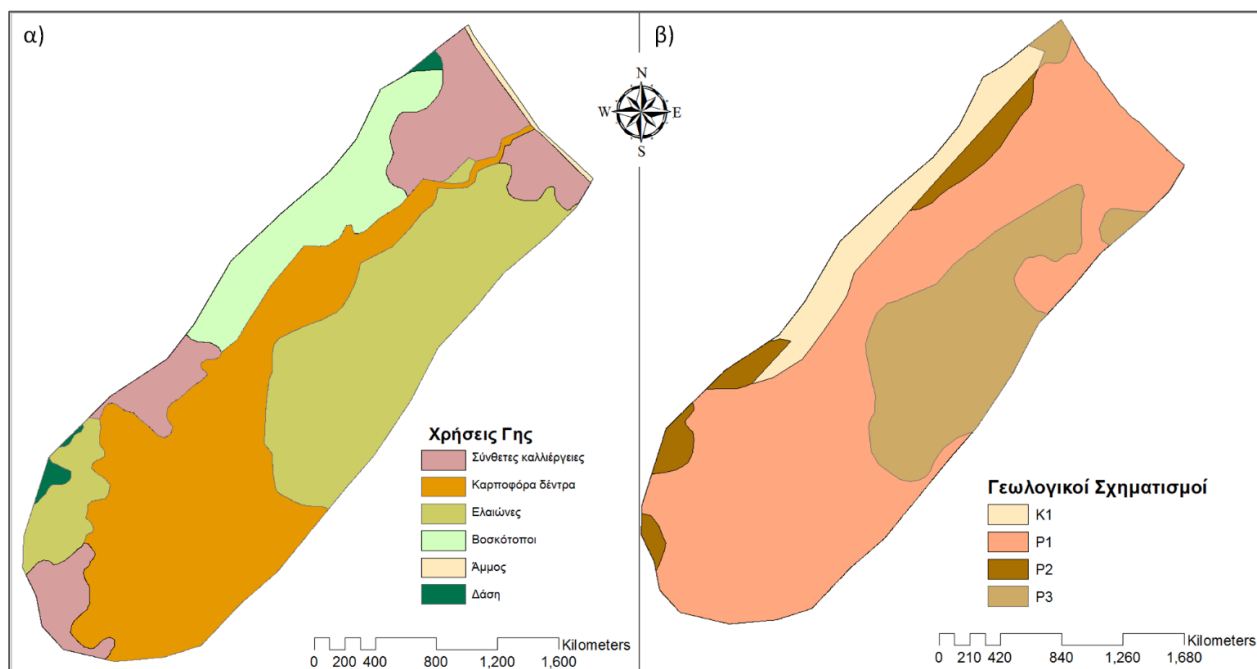 α)
β)
N
W E
S
Χρήσεις Γης
Σύνθετες καλλιέργειες
Καρποφόρα δέντρα
Ελαιώνες
Βοσκότοποι
Άμμος
Δάση
Kilometers
0 200 400 800 1,200 1,600
Γεωλογικοί Σχηματισμοί
K1
P1
P2
P3
Kilometers
0 210 420 840 1,260 1,680